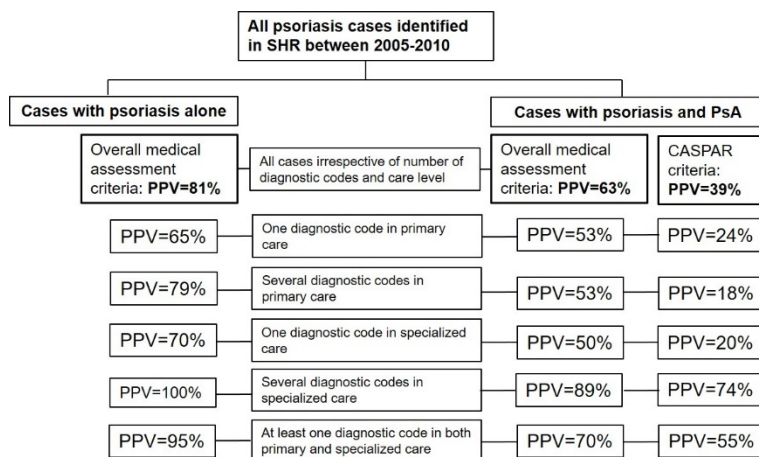 All psoriasis cases identified
in SHR between 2005-2010
Cases with psoriasis alone
Cases with psoriasis and PsA
Overall medical
assessment
criteria: PPV=81%
All cases irrespective of number of
diagnostic codes and care level
Overall medical
assessment
criteria: PPV=63%
CASPAR
criteria:
PPV=39%
PPV=65%
One diagnostic code in primary
care
PPV=53%
PPV=24%
PPV=79%
Several diagnostic codes in
primary care
PPV=53%
PPV=18%
PPV=70%
One diagnostic code in specialized
care
PPV=50%
PPV=20%
PPV=100%
Several diagnostic codes in
specialized care
PPV=89%
PPV=74%
PPV=95%
At least one diagnostic code in both
primary and specialized care
PPV=70%
PPV=55%